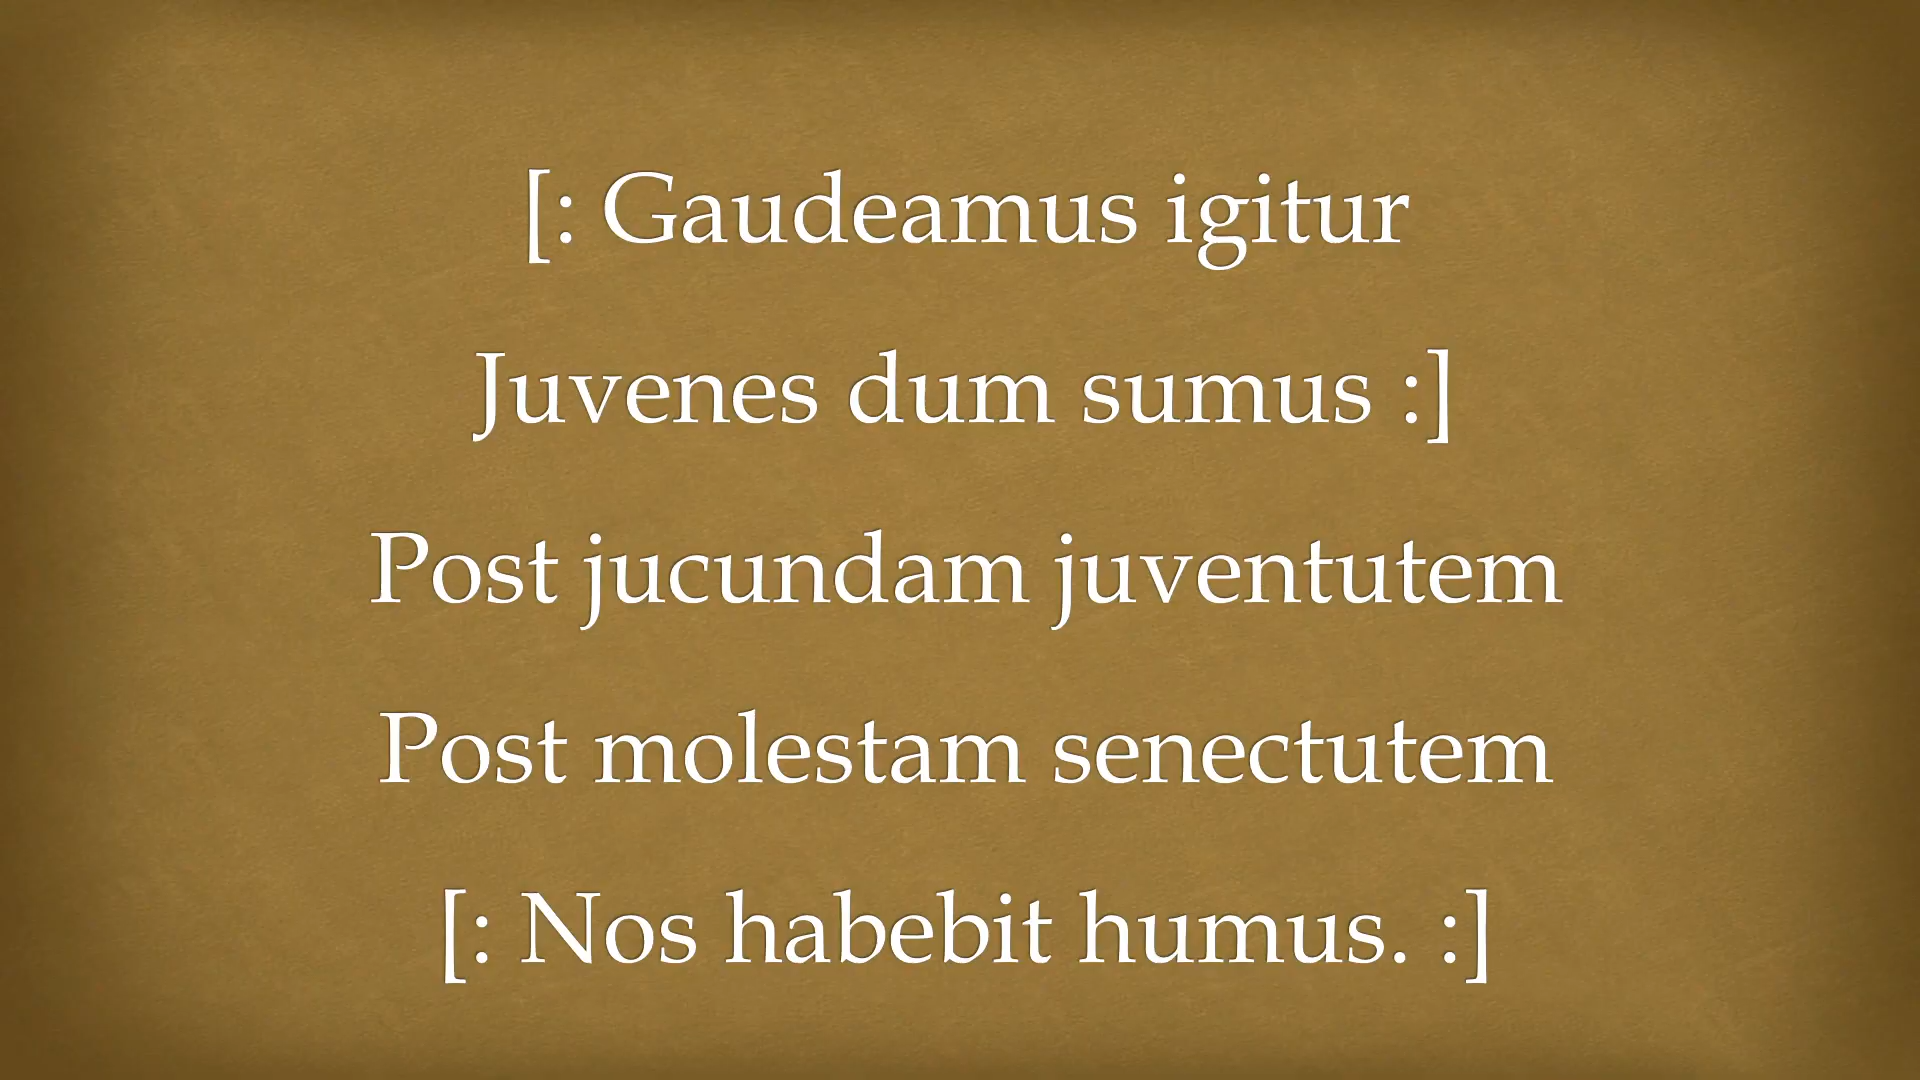 [: Gaudeamus igitur
Juvenes dum sumus :]
Post jucundam juventutem
Post molestam senectutem
[: Nos habebit humus. :]